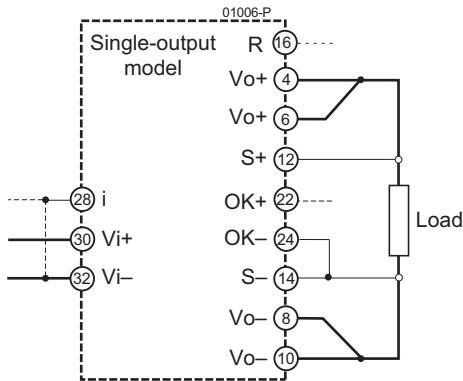 01006-P
Single-output
model
R 16
Vo+ 4
Vo+ 6
S+ 12
28 i
OK+ 22
30 Vi+
OK– 24
Load
32 Vi–
S– 14
Vo– 8
Vo– 10